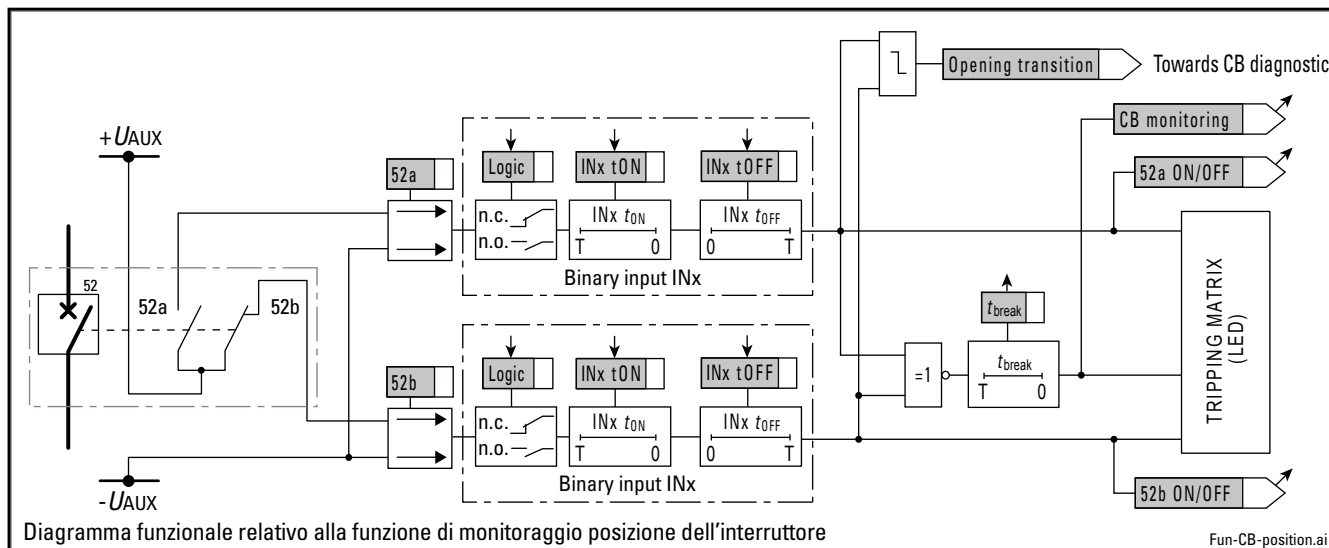 Opening transition
Towards CB diagnostic
CB monitoring
+UAUX
52a
Logic
INx tON
INx tOFF
52a ON/OFF
n.c.
n.o.
INx tON
T 0
INx tOFF
0 T
Binary input INx
52
52a
52b
tbreak
TRIPPING MATRIX
(LED)
52b
Logic
INx tON
INx tOFF
=1
tbreak
T 0
n.c.
n.o.
INx tON
T 0
INx tOFF
0 T
Binary input INx
-UAUX
52b ON/OFF
Diagramma funzionale relativo alla funzione di monitoraggio posizione dell'interruttore
Fun-CB-position.ai